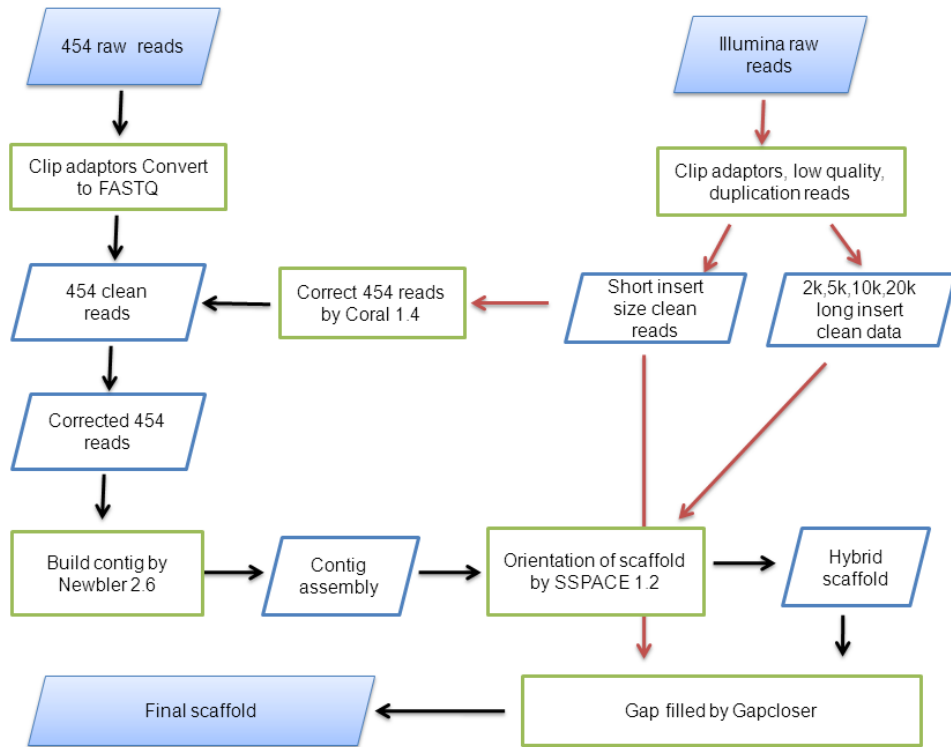 454 raw reads
Illumina raw
reads
Clip adaptors Convert
to FASTQ
Clip adaptors, low quality,
duplication reads
454 clean
reads
Correct 454 reads
by Coral 1.4
Short insert
size clean
reads
2k,5k,10k,20k
long insert
clean data
Corrected 454
reads
Build contig by
Newbler 2.6
Contig
assembly
Orientation of scaffold
by SSPACE 1.2
Hybrid
scaffold
Final scaffold
Gap filled by Gapcloser